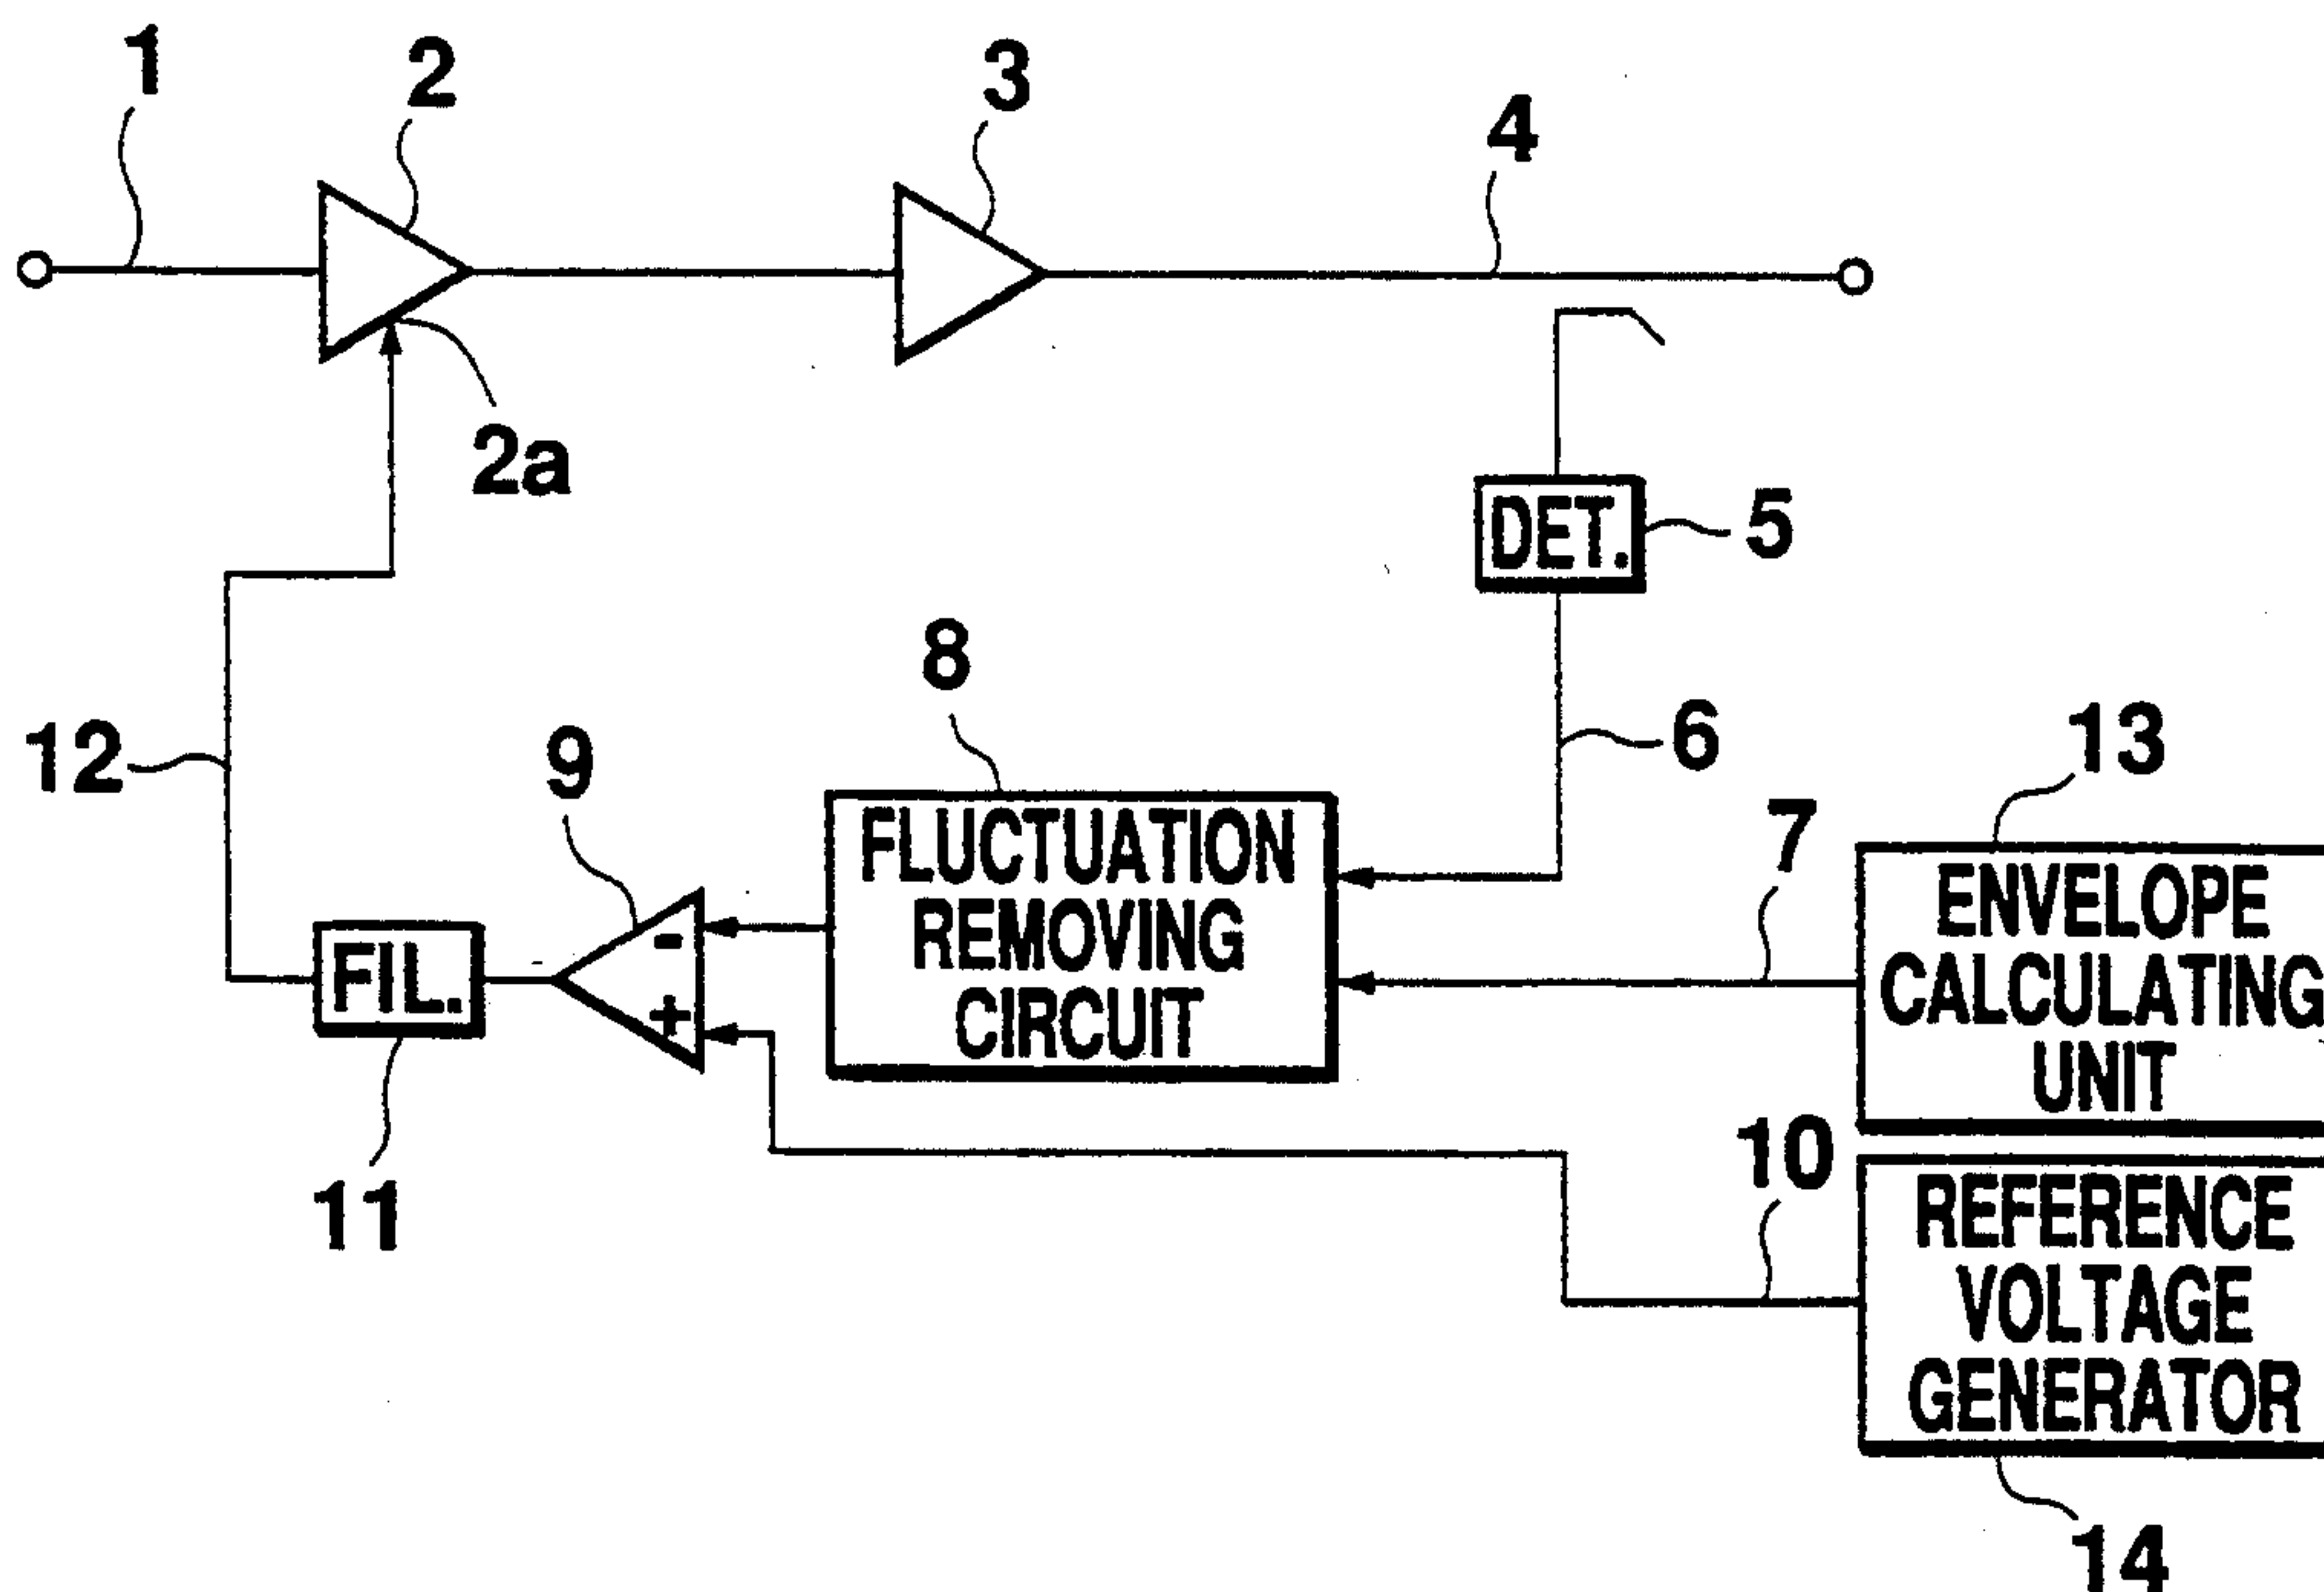 1
2
3
4
2a
DET.
5
8
6
13
12
9
7
FLUCTUATION
REMOVING
CIRCUIT
ENVELOPE
CALCULATING
UNIT
-
+
FIL.
10
11
REFERENCE
VOLTAGE
GENERATOR
14